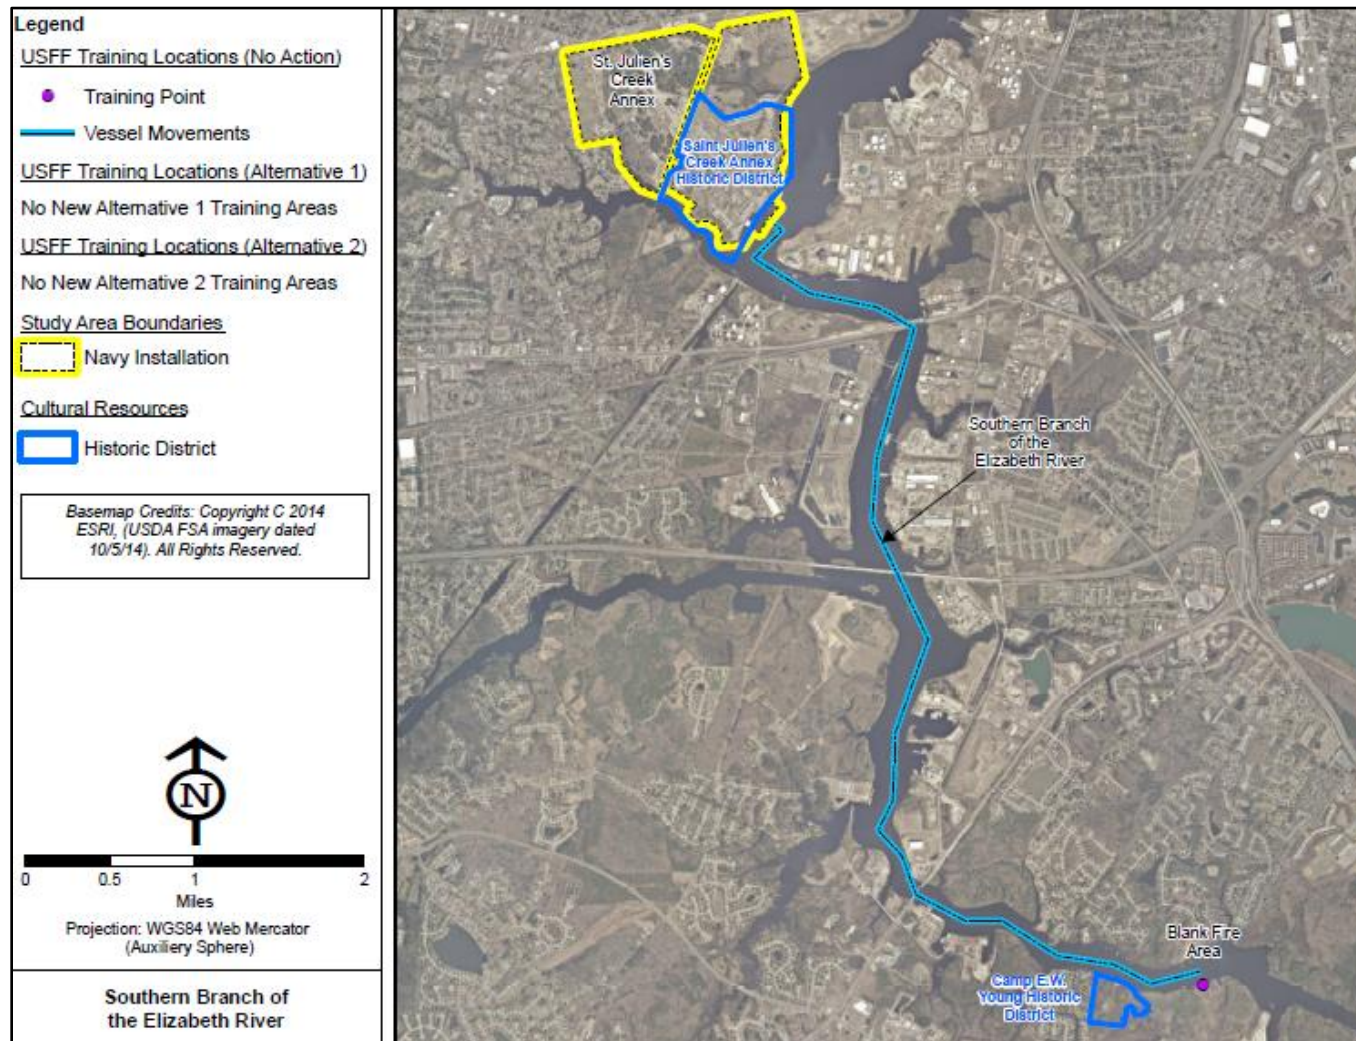 Legend
USFF Training Locations (No Action)
Training Point
Vessel Movements
USFF Training Locations (Alternative 1)
No New Alternative 1 Training Areas
USFF Training Locations (Alternative 2)
No New Alternative 2 Training Areas
Study Area Boundaries
Navy Installation
Cultural Resources
Historic District
Basemap Credits: Copyright C 2014
ESRI, (USDA FSA imagery dated
10/5/14). All Rights Reserved.
N
0 0.5 1 2
Miles
Projection: WGS84 Web Mercator
(Auxiliery Sphere)
Southern Branch of
the Elizabeth River
St. Julien's
Creek
Annex
Saint Julien's
Creek Annex
Historic District
Southern Branch
of the
Elizabeth River
Blank Fire
Area
Camp E.W.
Young Historic
District